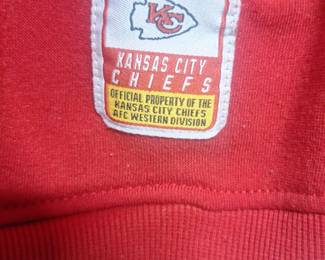 KC
KANSAS CITY
CHIEFS
OFFICIAL PROPERTY OF THE
KANSAS CITY CHIEFS
AFC WESTERN DIVISION